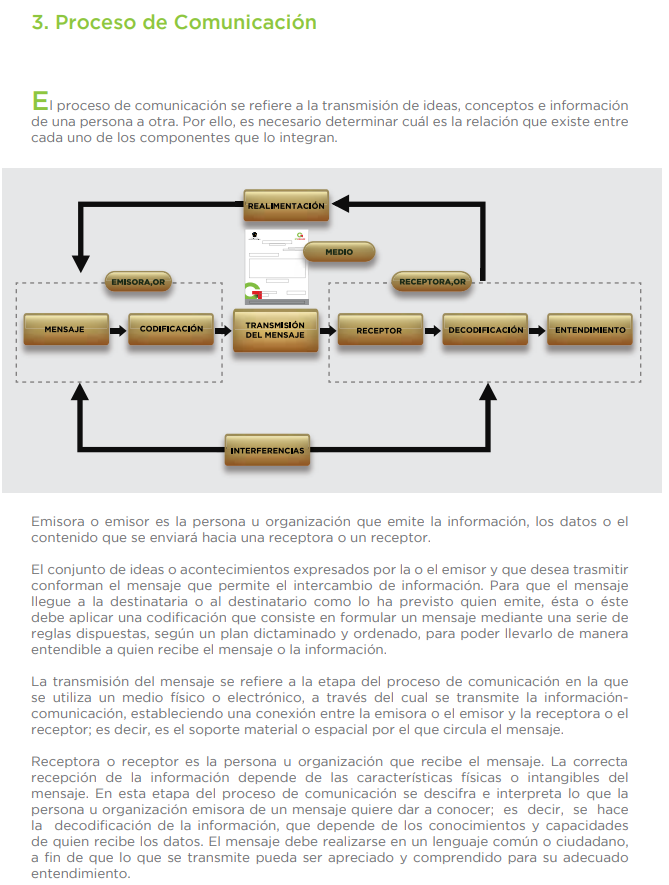 3. Proceso de Comunicación
El proceso de comunicación se refiere a la transmisión de ideas, conceptos e información
de una persona a otra. Por ello, es necesario determinar cuál es la relación que existe entre
cada uno de los componentes que lo integran.
REALIMENTACIÓN
MEDIO
EMISORA,OR
RECEPTORA,OR
MENSAJE
CODIFICACIÓN
TRANSMISIÓN
DEL MENSAJE
RECEPTOR
DECODIFICACIÓN
ENTENDIMIENTO
INTERFERENCIAS
Emisora o emisor es la persona u organización que emite la información, los datos o el
contenido que se enviará hacia una receptora o un receptor.
El conjunto de ideas o acontecimientos expresados por la o el emisor y que desea trasmitir
conforman el mensaje que permite el intercambio de información. Para que el mensaje
llegue a la destinataria o al destinatario como lo ha previsto quien emite, ésta o éste
debe aplicar una codificación que consiste en formular un mensaje mediante una serie de
reglas dispuestas, según un plan dictaminado y ordenado, para poder llevarlo de manera
entendible a quien recibe el mensaje o la información.
La transmisión del mensaje se refiere a la etapa del proceso de comunicación en la que
se utiliza un medio físico o electrónico, a través del cual se transmite la información-
comunicación, estableciendo una conexión entre la emisora o el emisor y la receptora o el
receptor; es decir, es el soporte material o espacial por el que circula el mensaje.
Receptora o receptor es la persona u organización que recibe el mensaje. La correcta
recepción de la información depende de las características físicas o intangibles del
mensaje. En esta etapa del proceso de comunicación se descifra e interpreta lo que la
persona u organización emisora de un mensaje quiere dar a conocer; es decir, se hace
la decodificación de la información, que depende de los conocimientos y capacidades
de quien recibe los datos. El mensaje debe realizarse en un lenguaje común o ciudadano,
a fin de que lo que se transmite pueda ser apreciado y comprendido para su adecuado
entendimiento.